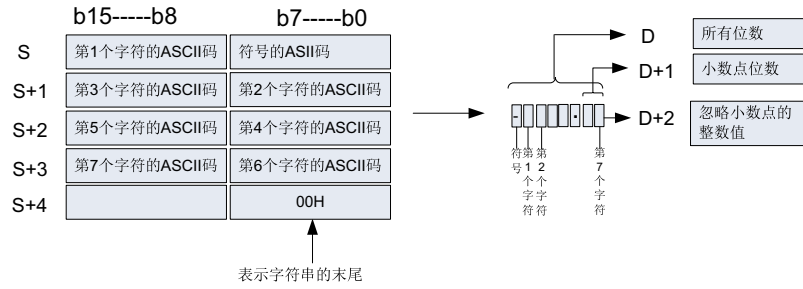 b15-----b8 b7-----b0
S 第1个字符的ASCII码 符号的ASII码
S+1 第3个字符的ASCII码 第2个字符的ASCII码
S+2 第5个字符的ASCII码 第4个字符的ASCII码
S+3 第7个字符的ASCII码 第6个字符的ASCII码
S+4 00H
表示字符串的末尾
D 所有位数
D+1 小数点位数
D+2 忽略小数点的
整数值
- .
符号
第1个字符
第2个字符
第7个字符